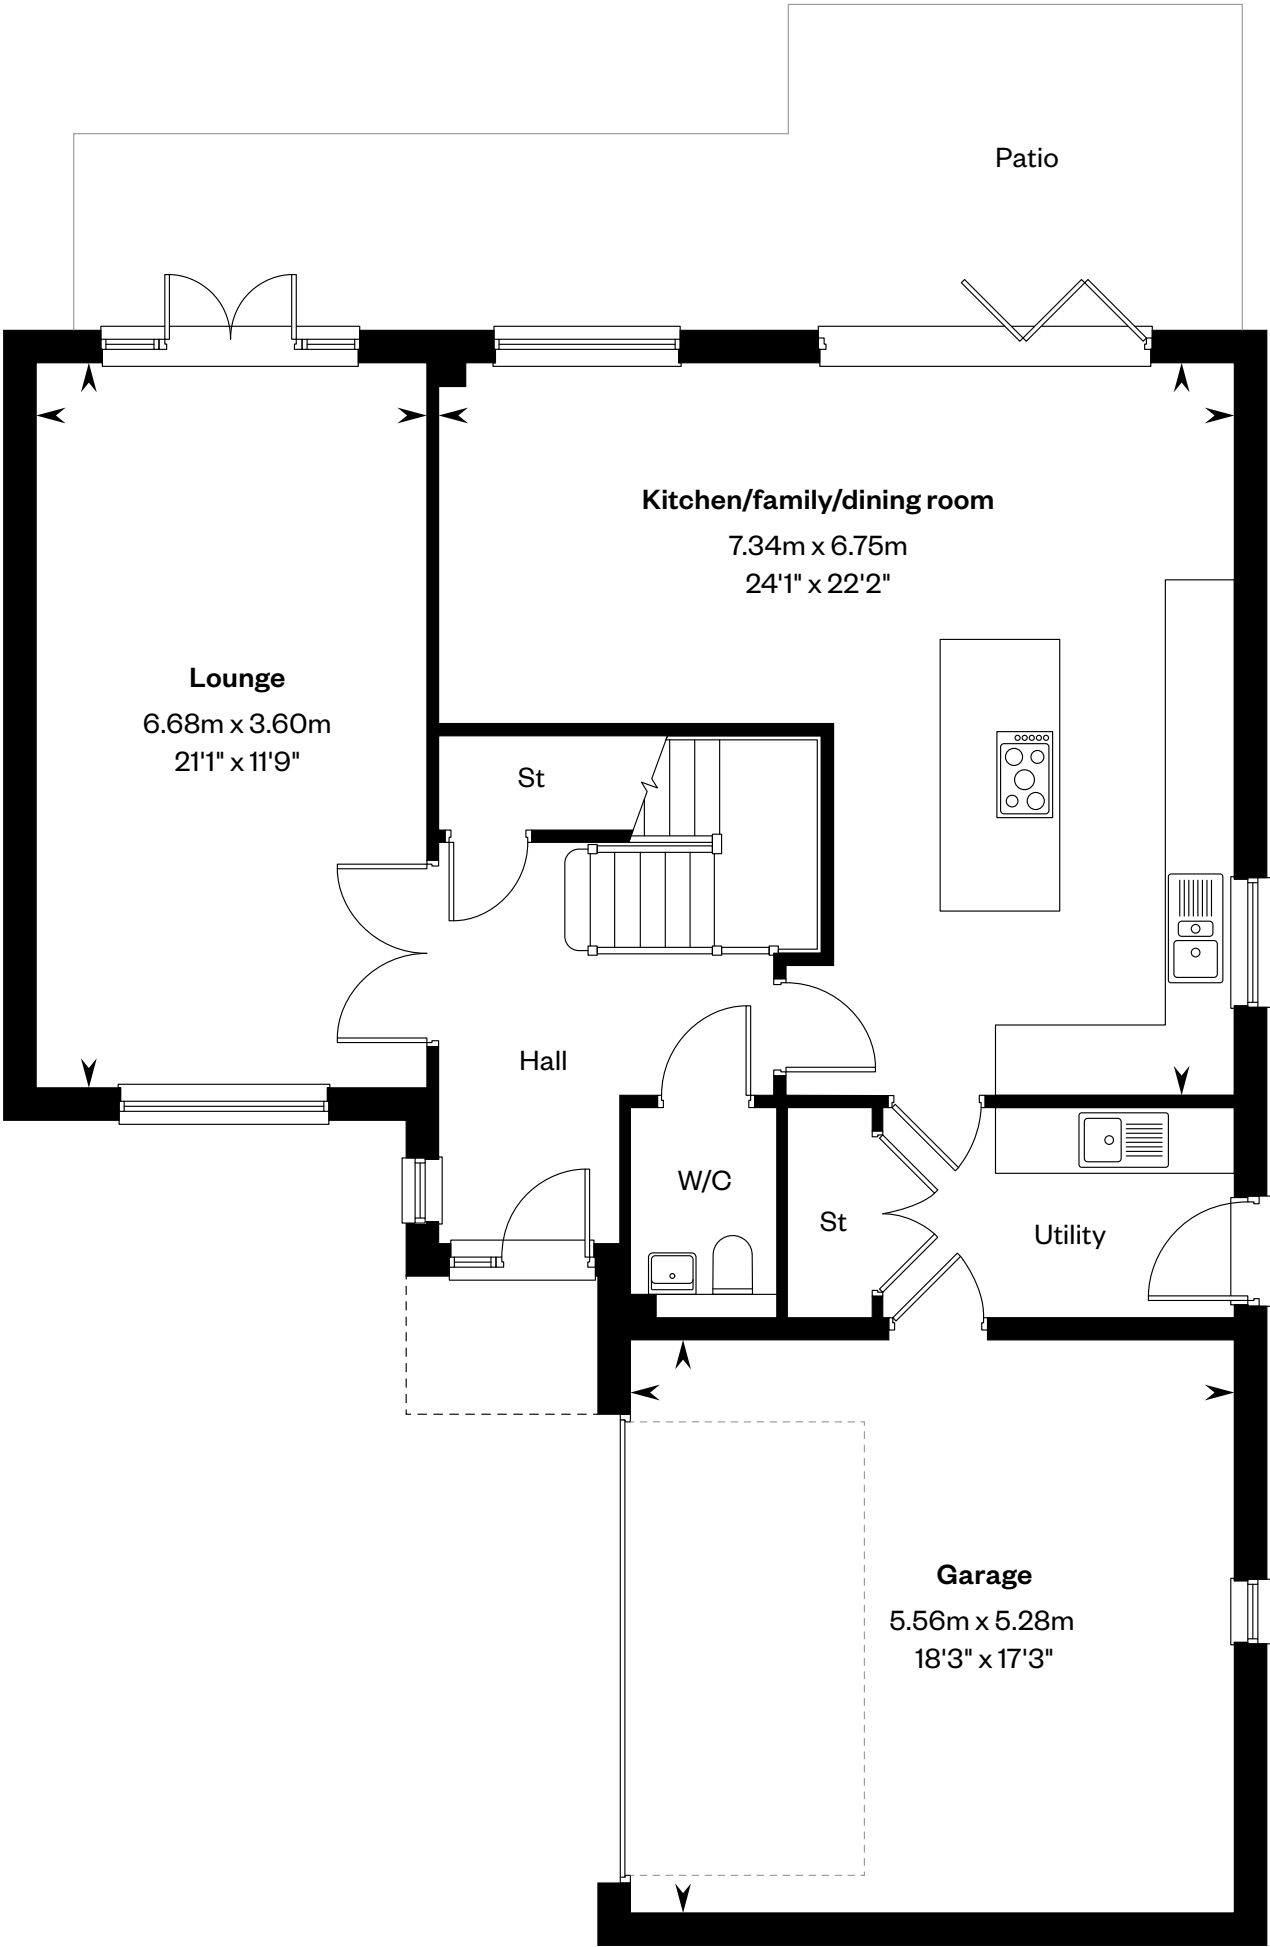 Patio
Kitchen/family/dining room
7.34m x 6.75m
24'1" x 22'2"
Lounge
6.68m x 3.60m
21'1" x 11'9"
St
Hall
W/C
St
Utility
Garage
5.56m x 5.28m
18'3" x 17'3"